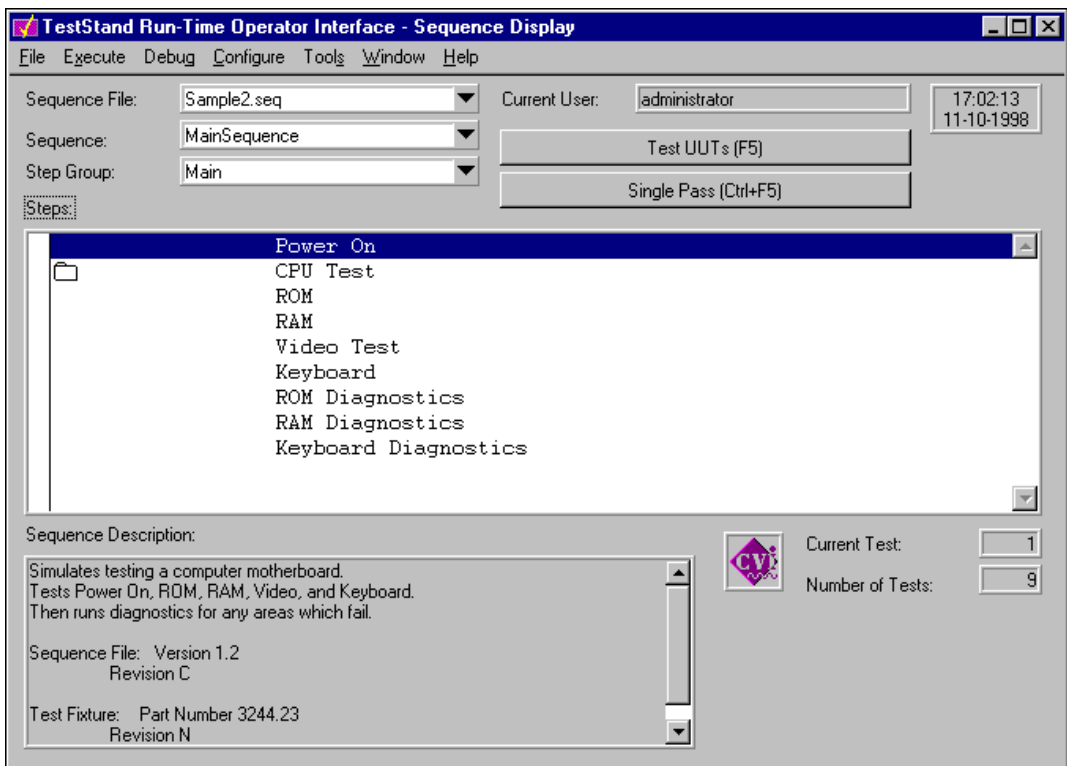 TestStand Run-Time Operator Interface - Sequence Display
File Execute Debug Configure Tools Window Help
Sequence File: Sample2.seq Current User: administrator 17:02:13
11-10-1998
Sequence: MainSequence Test UUTs (F5)
Step Group: Main Single Pass (Ctrl+F5)
Steps:
Power On
CPU Test
ROM
RAM
Video Test
Keyboard
ROM Diagnostics
RAM Diagnostics
Keyboard Diagnostics
Sequence Description:
Simulates testing a computer motherboard.
Tests Power On, ROM, RAM, Video, and Keyboard.
Then runs diagnostics for any areas which fail.
Sequence File: Version 1.2
Revision C
Test Fixture: Part Number 3244.23
Revision N
CVI
Current Test: 1
Number of Tests: 9